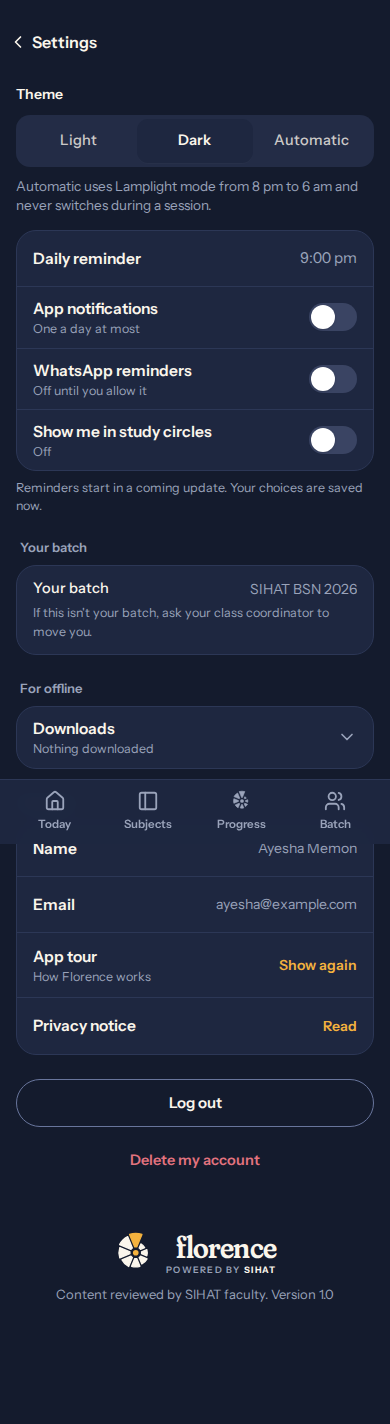 Settings
Theme
Light Dark Automatic
Automatic uses Lamplight mode from 8 pm to 6 am and
never switches during a session.
Daily reminder 9:00 pm
App notifications
One a day at most
WhatsApp reminders
Off until you allow it
Show me in study circles
Off
Reminders start in a coming update. Your choices are saved
now.
Your batch
Your batch SIHAT BSN 2026
If this isn't your batch, ask your class coordinator to
move you.
For offline
Downloads
Nothing downloaded
Today Subjects Progress Batch
Name Ayesha Memon
Email ayesha@example.com
App tour
How Florence works
Show again
Privacy notice Read
Log out
Delete my account
florence
POWERED BY SIHAT
Content reviewed by SIHAT faculty. Version 1.0